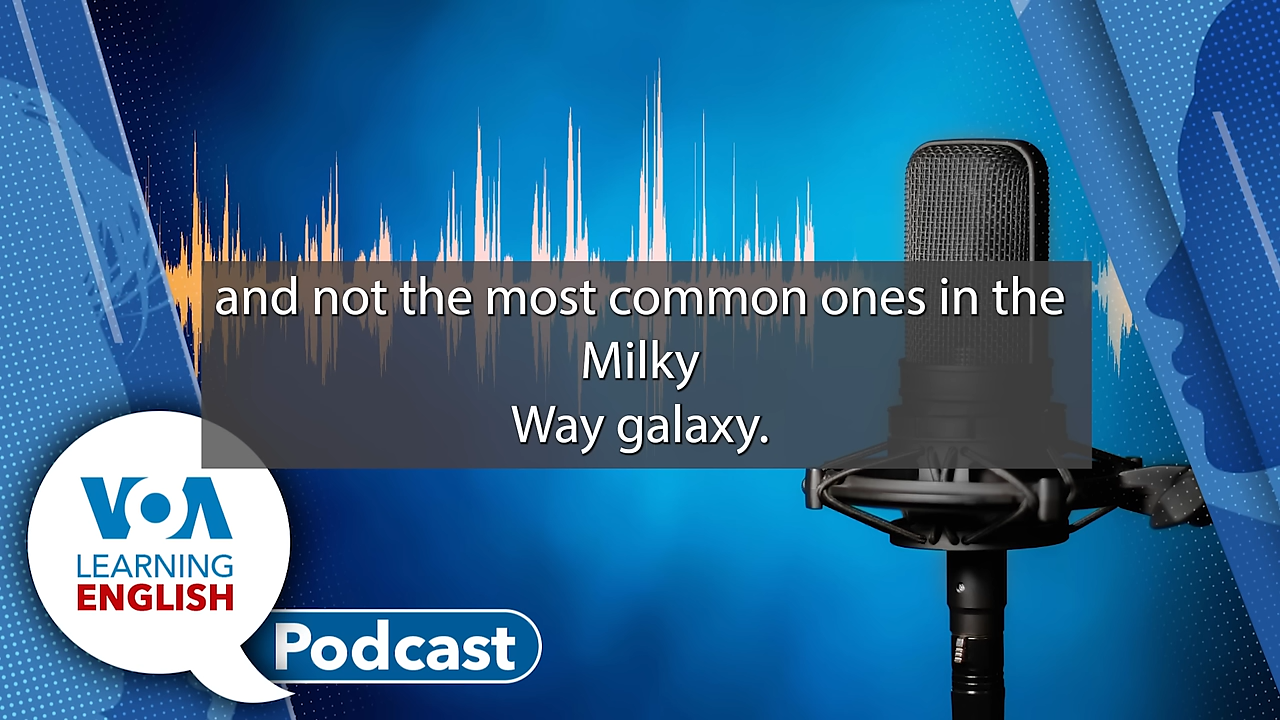 and not the most common ones in the
Milky
Way galaxy.
VOA
LEARNING
ENGLISH
Podcast